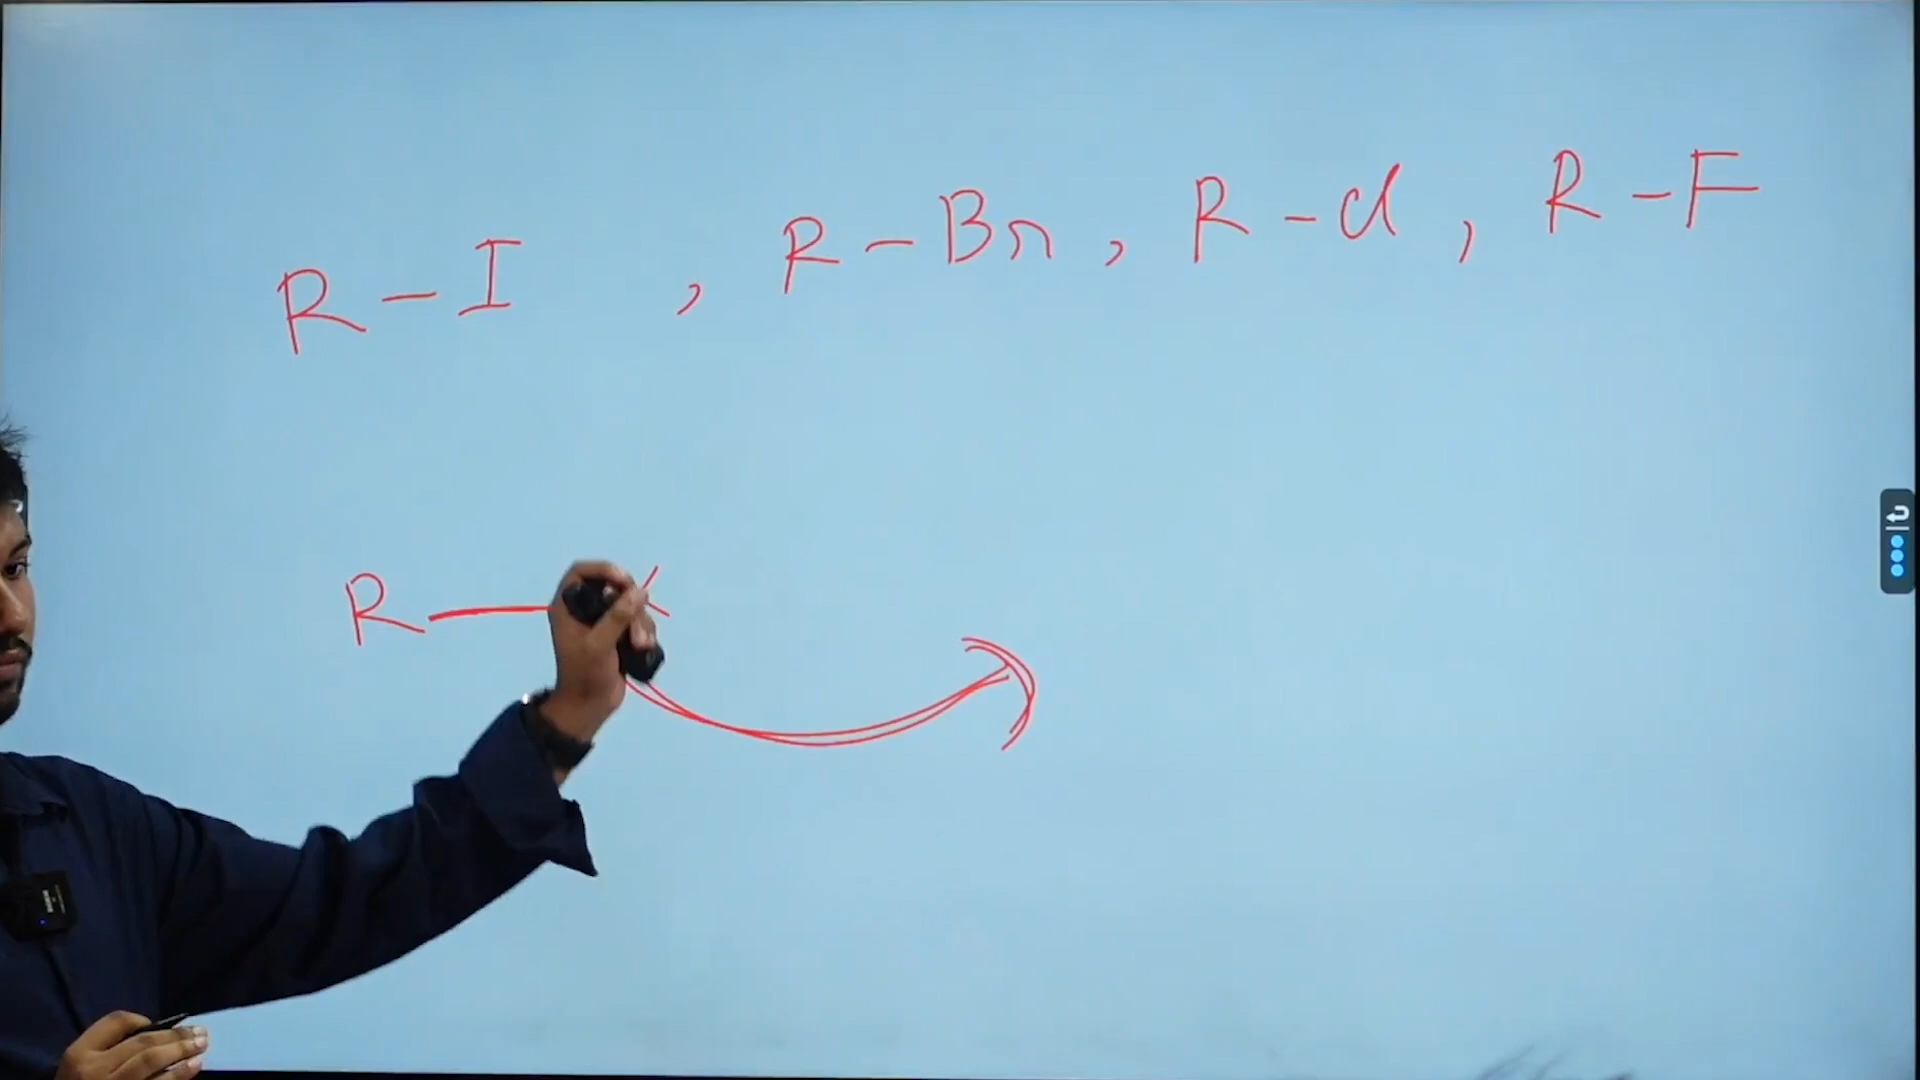 R - I , R - Br , R - Cl , R - F
R — X